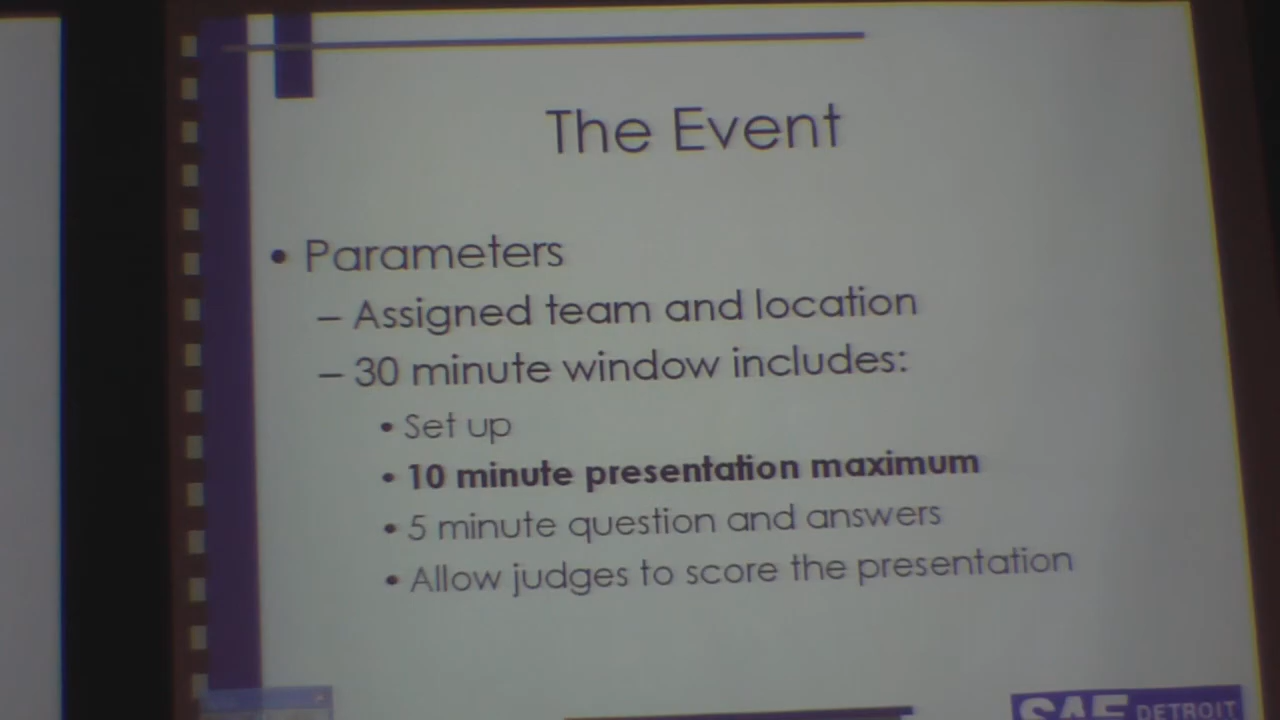 The Event
• Parameters
– Assigned team and location
– 30 minute window includes:
• Set up
• 10 minute presentation maximum
• 5 minute question and answers
• Allow judges to score the presentation
SAE DETROIT